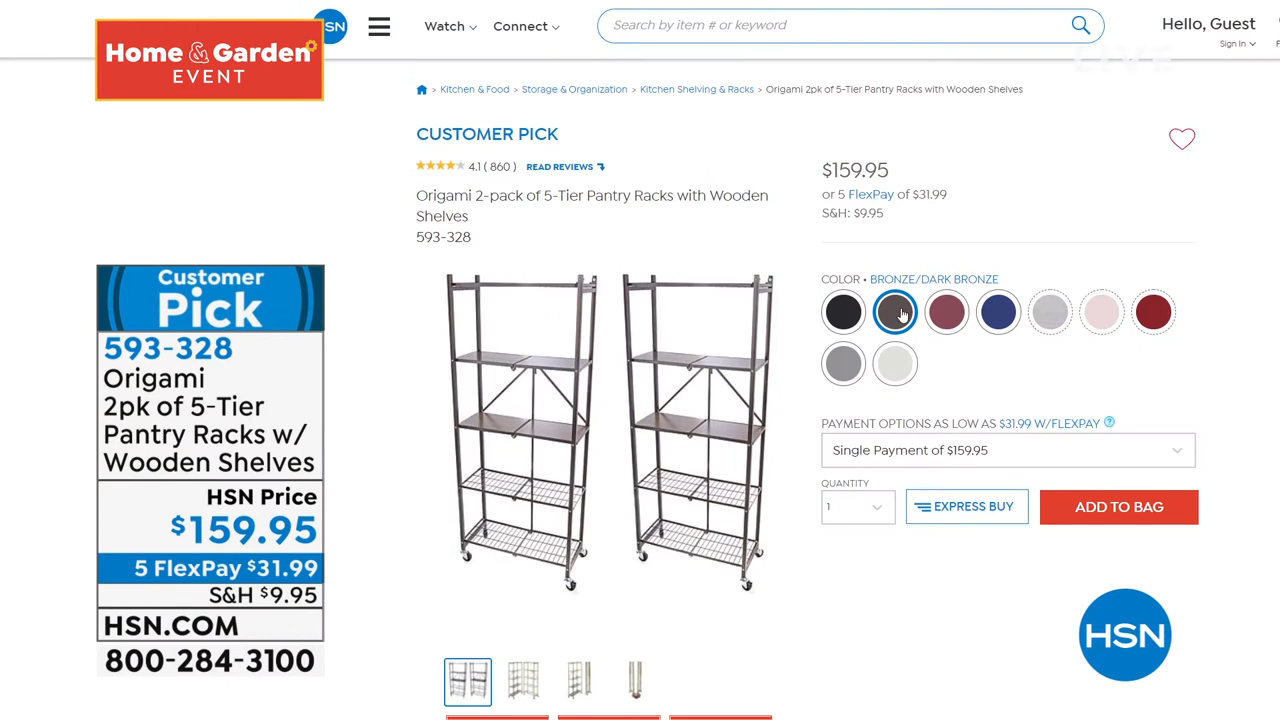 Home & Garden
EVENT
SN
Watch
Connect
Search by item # or keyword
Hello, Guest
Sign In
LIVE
Kitchen & Food > Storage & Organization > Kitchen Shelving & Racks > Origami 2pk of 5-Tier Pantry Racks with Wooden Shelves
CUSTOMER PICK
4.1 ( 860 ) READ REVIEWS
Origami 2-pack of 5-Tier Pantry Racks with Wooden
Shelves
593-328
$159.95
or 5 FlexPay of $31.99
S&H: $9.95
COLOR • BRONZE/DARK BRONZE
PAYMENT OPTIONS AS LOW AS $31.99 W/FLEXPAY ?
Single Payment of $159.95
QUANTITY
1
EXPRESS BUY
ADD TO BAG
Customer
Pick
593-328
Origami
2pk of 5-Tier
Pantry Racks w/
Wooden Shelves
HSN Price
$159.95
5 FlexPay $31.99
S&H $9.95
HSN.COM
800-284-3100
HSN